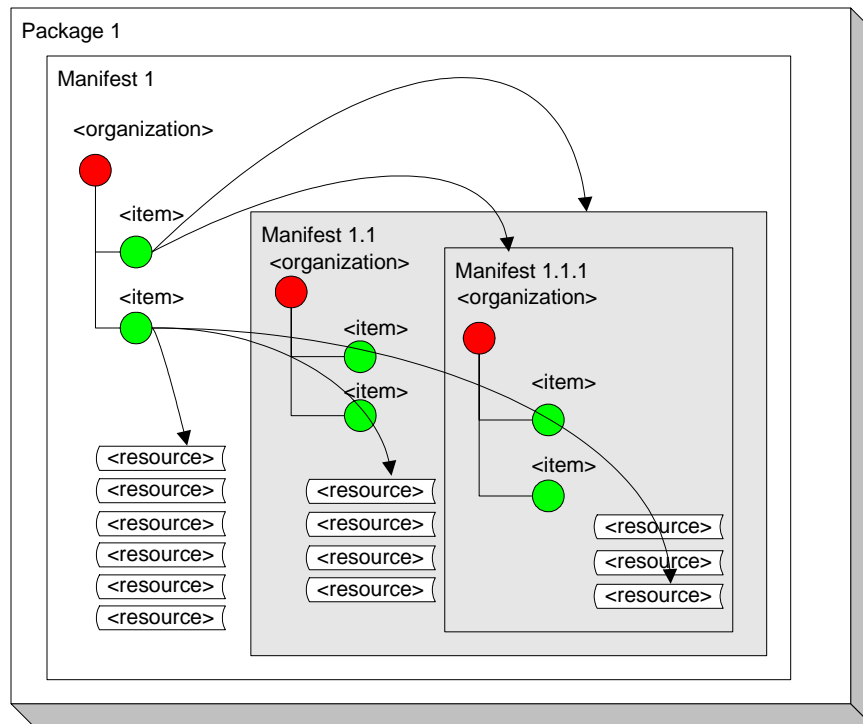 Package 1
Manifest 1
<organization>
<item>
<item>
<resource>
<resource>
<resource>
<resource>
<resource>
<resource>
Manifest 1.1
<organization>
<item>
<item>
<resource>
<resource>
<resource>
<resource>
Manifest 1.1.1
<organization>
<item>
<item>
<resource>
<resource>
<resource>